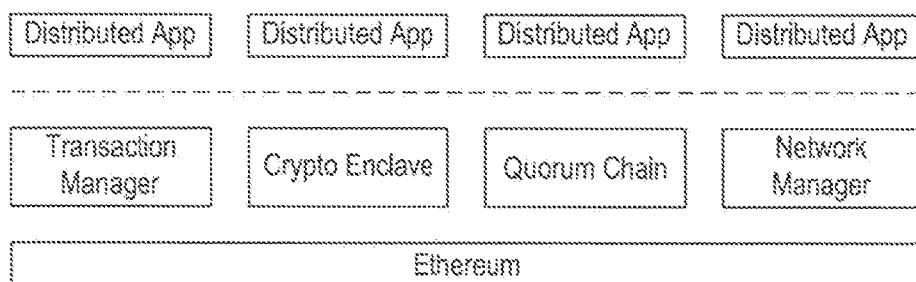 Distributed App Distributed App Distributed App Distributed App
Transaction Manager Crypto Enclave Quorum Chain Network Manager
Ethereum